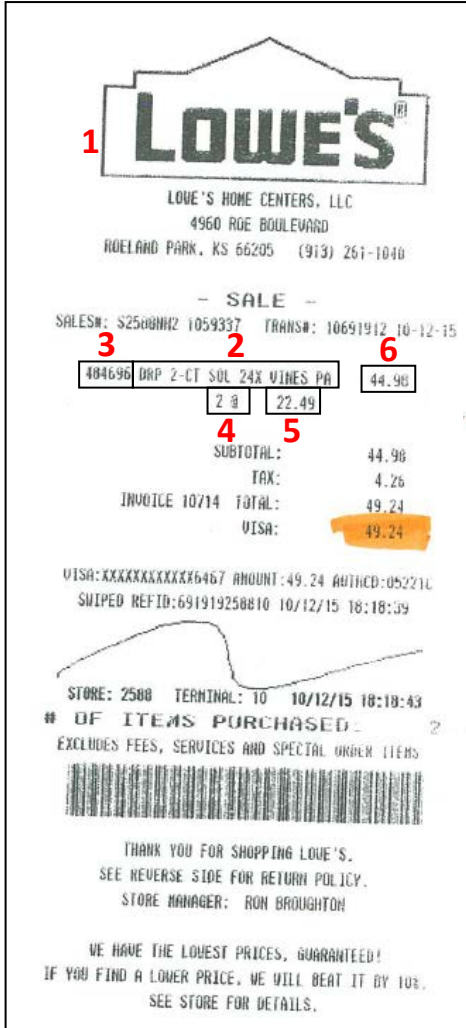 1
LOWE'S®
LOWE'S HOME CENTERS, LLC
4960 ROE BOULEVARD
ROELAND PARK, KS 66205 (913) 261-1040
- SALE -
SALES#: S2588NH2 1059337 TRANS#: 10691912 10-12-15
3 2 6
484696 DRP 2-CT SOL 24X VINES PA 44.98
2 @ 22.49
4 5
SUBTOTAL: 44.98
TAX: 4.26
INVOICE 10714 TOTAL: 49.24
VISA: 49.24
VISA:XXXXXXXXXXXX6467 AMOUNT:49.24 AUTHCD:05221C
SWIPED REFID:691919258810 10/12/15 18:18:39
STORE: 2588 TERMINAL: 10 10/12/15 18:18:43
# OF ITEMS PURCHASED: 2
EXCLUDES FEES, SERVICES AND SPECIAL ORDER ITEMS
THANK YOU FOR SHOPPING LOWE'S.
SEE REVERSE SIDE FOR RETURN POLICY.
STORE MANAGER: RON BROUGHTON
WE HAVE THE LOWEST PRICES, GUARANTEED!
IF YOU FIND A LOWER PRICE, WE WILL BEAT IT BY 10%.
SEE STORE FOR DETAILS.